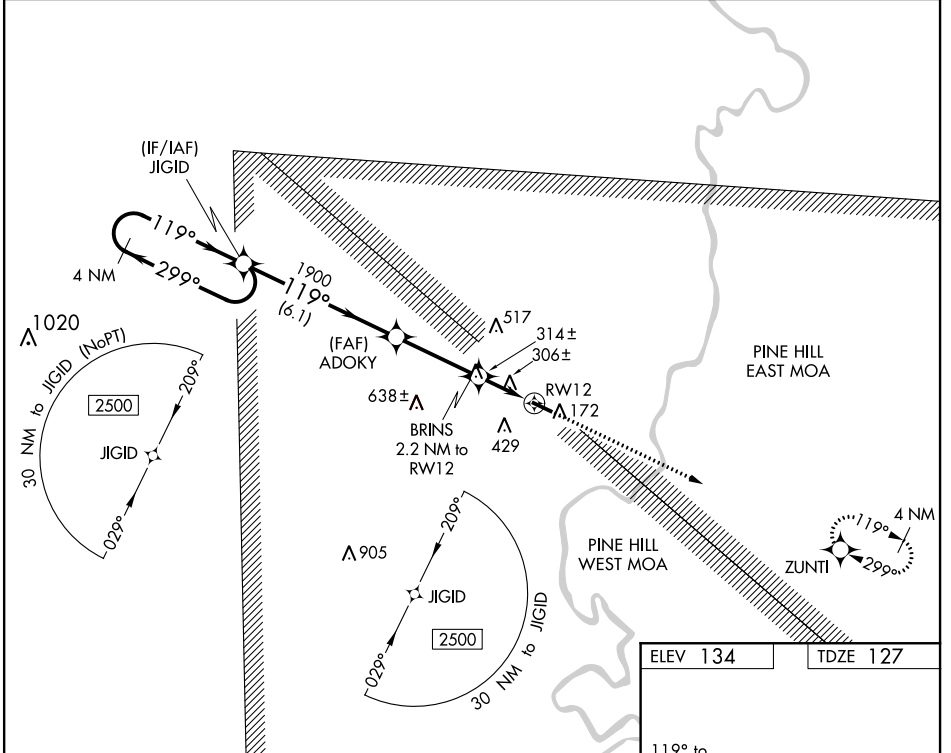 (IF/IAF)
JIGID
119°
299°
4 NM
1900
119°
(6.1)
(FAF)
ADOKY
517
314±
306±
RW12
172
638±
BRINS
2.2 NM to
RW12
429
PINE HILL
EAST MOA
1020
30 NM to JIGID (NoPT)
209°
2500
JIGID
029°
905
209°
JIGID
2500
029°
30 NM to JIGID
PINE HILL
WEST MOA
4 NM
119°
299°
ZUNTI
ELEV 134
TDZE 127
119° to